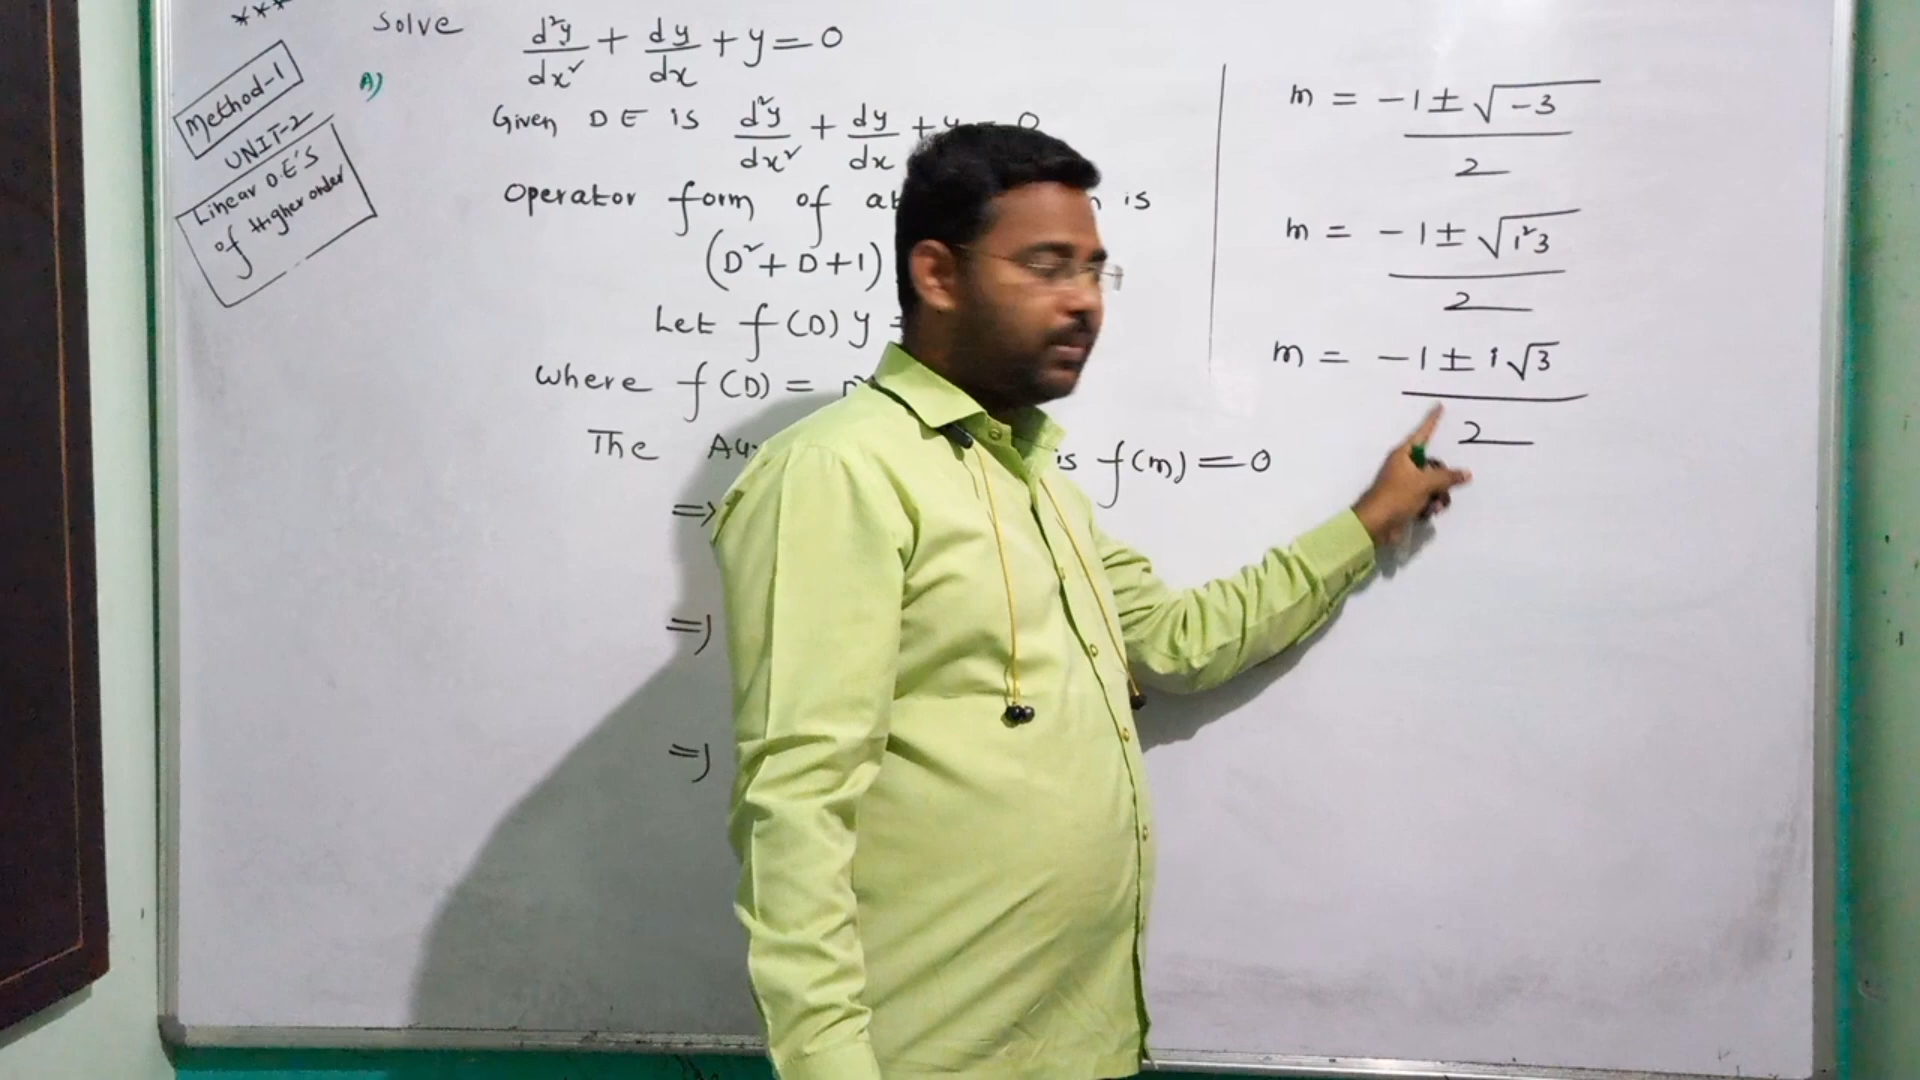 ***
Solve d²y/dx² + dy/dx + y = 0
Method-1
UNIT-2
Linear D.E'S
of Higher order
A)
Given DE is d²y/dx² + dy/dx + y = 0
Operator form of is
(D² + D + 1)
Let f(D) y =
where f(D) = D²
The is f(m) = 0
=>
=>
=>
m = -1 ± √-3 / 2
m = -1 ± √i²3 / 2
m = -1 ± i√3 / 2